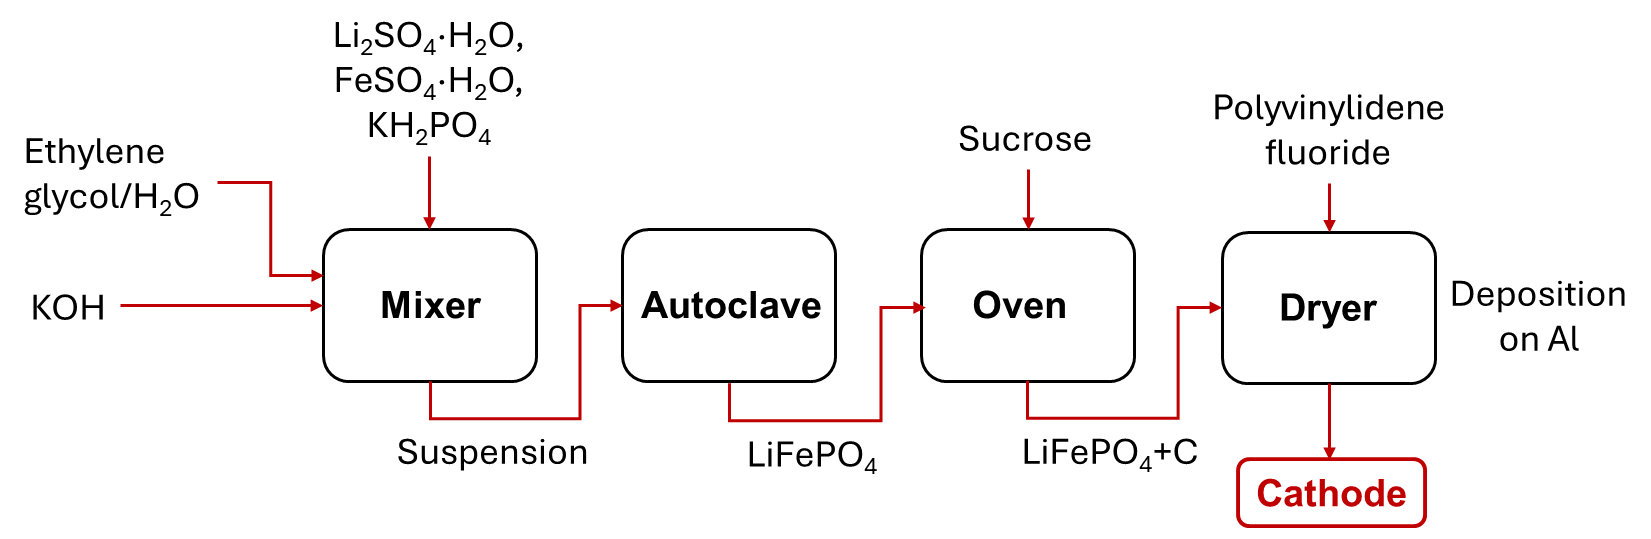 Li₂SO₄·H₂O,
FeSO₄·H₂O,
KH₂PO₄
Ethylene
glycol/H₂O
KOH
Mixer
Suspension
Autoclave
LiFePO₄
Sucrose
Oven
LiFePO₄+C
Polyvinylidene
fluoride
Dryer
Deposition
on Al
Cathode